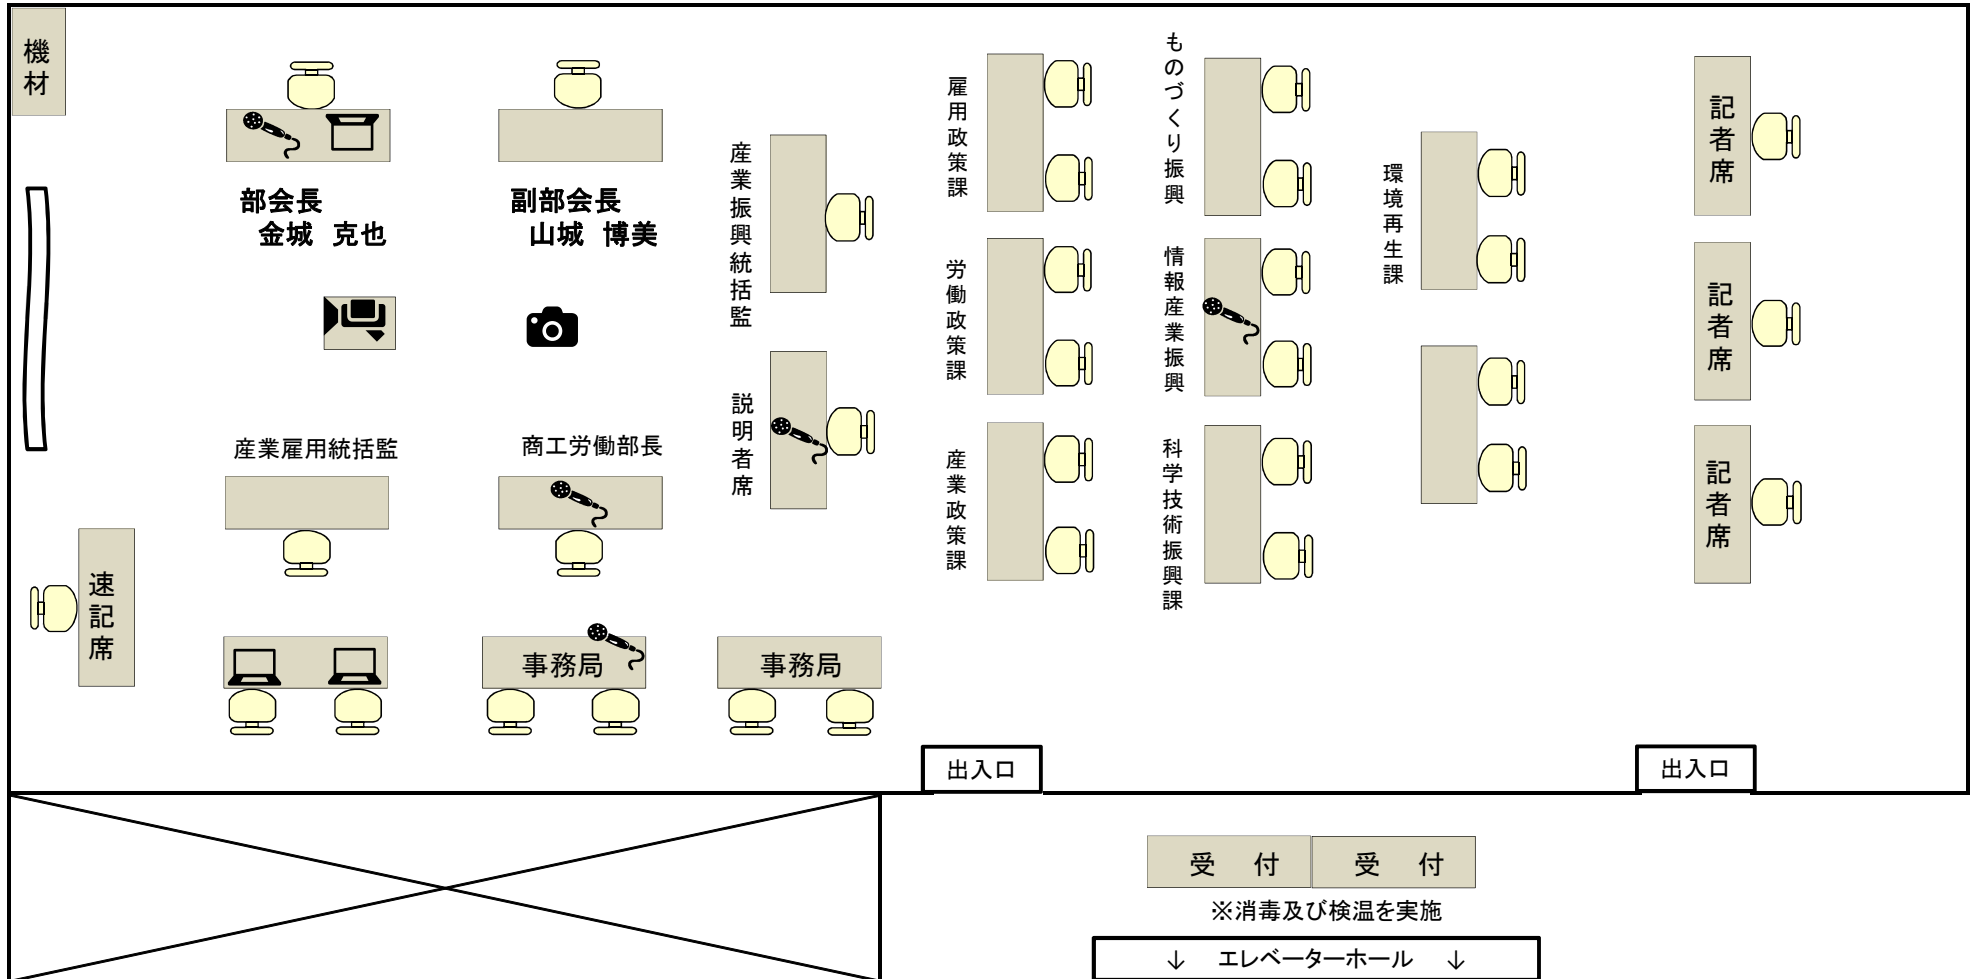 機材
部会長
金城 克也
副部会長
山城 博美
産業振興統括監
雇用政策課
ものづくり振興
環境再生課
記者席
労働政策課
情報産業振興
記者席
説明者席
産業雇用統括監
商工労働部長
産業政策課
科学技術振興課
記者席
速記席
事務局
事務局
出入口
出入口
受 付
受 付
※消毒及び検温を実施
↓ エレベーターホール ↓